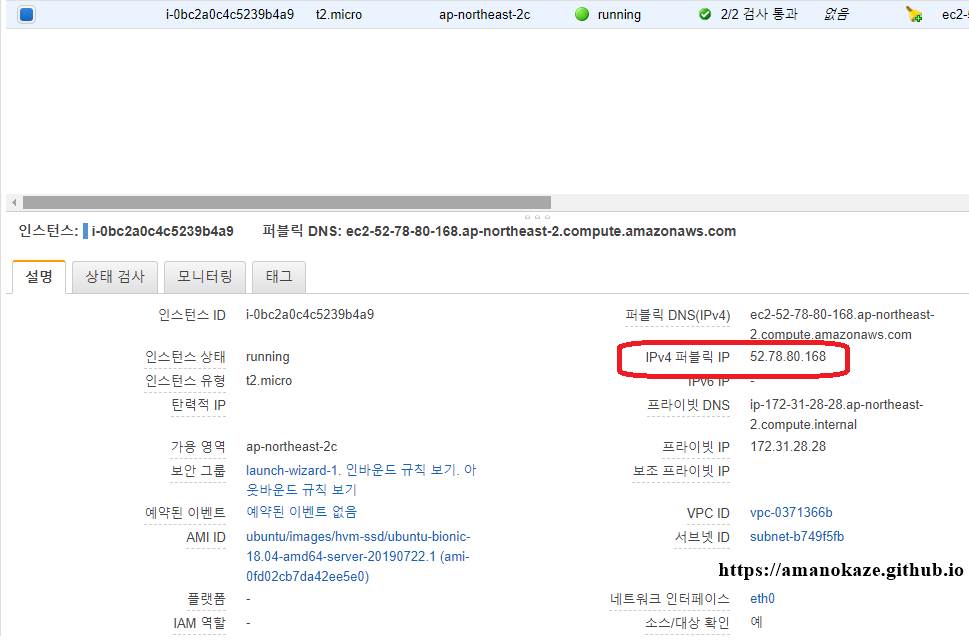 i-0bc2a0c4c5239b4a9 t2.micro ap-northeast-2c running 2/2 검사 통과 없음 ec2-
인스턴스: i-0bc2a0c4c5239b4a9 퍼블릭 DNS: ec2-52-78-80-168.ap-northeast-2.compute.amazonaws.com
설명 상태 검사 모니터링 태그
인스턴스 ID i-0bc2a0c4c5239b4a9 퍼블릭 DNS(IPv4) ec2-52-78-80-168.ap-northeast-
2.compute.amazonaws.com
인스턴스 상태 running IPv4 퍼블릭 IP 52.78.80.168
인스턴스 유형 t2.micro IPv6 IP -
탄력적 IP 프라이빗 DNS ip-172-31-28-28.ap-northeast-
2.compute.internal
가용 영역 ap-northeast-2c 프라이빗 IP 172.31.28.28
보안 그룹 launch-wizard-1. 인바운드 규칙 보기. 아 보조 프라이빗 IP
웃바운드 규칙 보기
예약된 이벤트 예약된 이벤트 없음 VPC ID vpc-0371366b
AMI ID ubuntu/images/hvm-ssd/ubuntu-bionic- 서브넷 ID subnet-b749f5fb
18.04-amd64-server-20190722.1 (ami-
0fd02cb7da42ee5e0)
https://amanokaze.github.io
플랫폼 - 네트워크 인터페이스 eth0
IAM 역할 - 소스/대상 확인 예